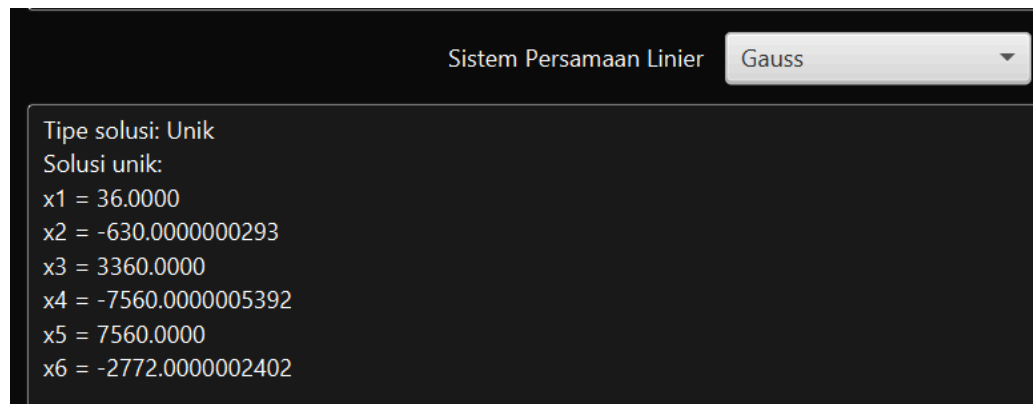 Sistem Persamaan Linier Gauss
Tipe solusi: Unik
Solusi unik:
x1 = 36.0000
x2 = -630.0000000293
x3 = 3360.0000
x4 = -7560.0000005392
x5 = 7560.0000
x6 = -2772.0000002402